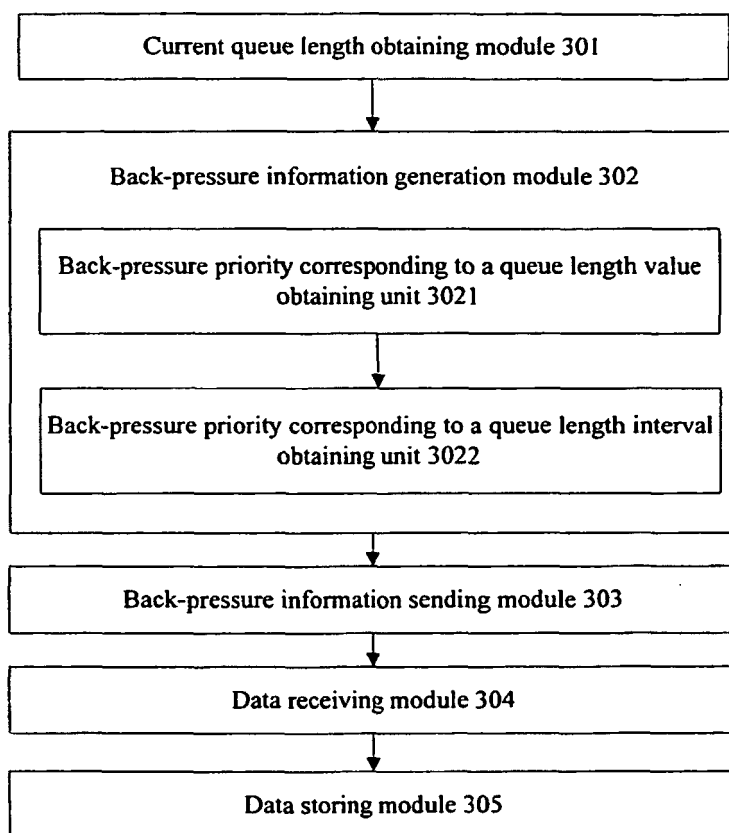 Current queue length obtaining module 301
Back-pressure information generation module 302
Back-pressure priority corresponding to a queue length value
obtaining unit 3021
Back-pressure priority corresponding to a queue length interval
obtaining unit 3022
Back-pressure information sending module 303
Data receiving module 304
Data storing module 305